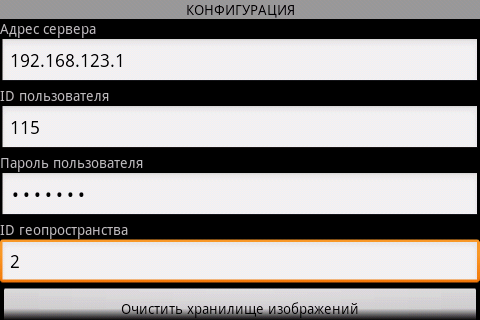 КОНФИГУРАЦИЯ
Адрес сервера
192.168.123.1
ID пользователя
115
Пароль пользователя
•••••••
ID геопространства
2
Очистить хранилище изображений